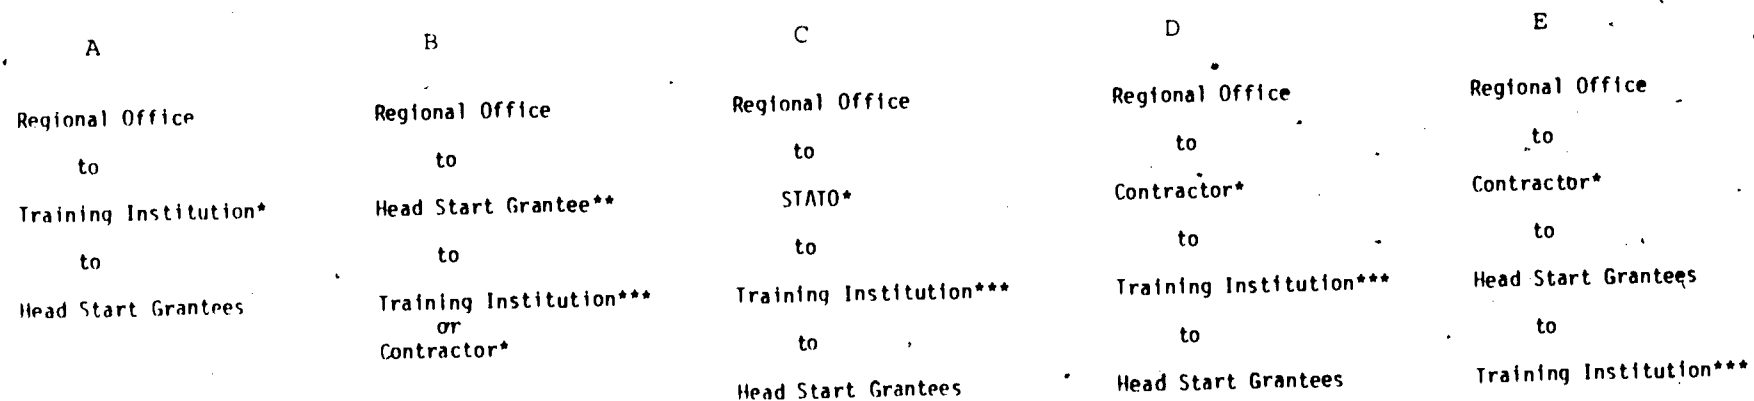 A
Regional Office
to
Training Institution*
to
Head Start Grantees
B
Regional Office
to
Head Start Grantee**
to
Training Institution***
or
Contractor*
C
Regional Office
to
STATO*
to
Training Institution***
to
Head Start Grantees
D
Regional Office
to
Contractor*
to
Training Institution***
to
Head Start Grantees
E
Regional Office
to
Contractor*
to
Head Start Grantees
to
Training Institution***